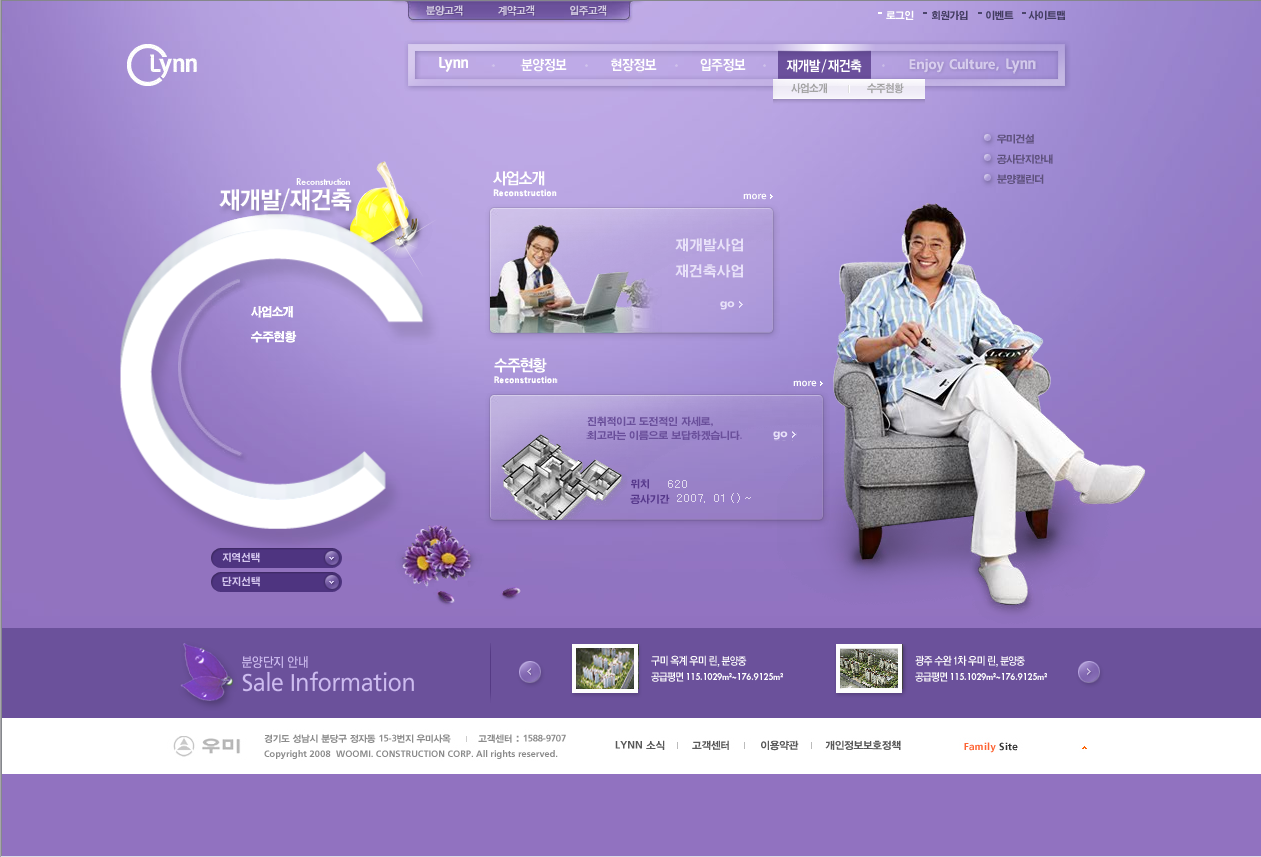 분양고객 계약고객 입주고객
로그인 회원가입 이벤트 사이트맵
Lynn
Lynn 분양정보 현장정보 입주정보 재개발/재건축 Enjoy Culture, Lynn
사업소개 수주현황
우미건설
공사단지안내
분양캘린더
Reconstruction
재개발/재건축
사업소개
수주현황
사업소개
Reconstruction
more
재개발사업
재건축사업
go
수주현황
Reconstruction
more
진취적이고 도전적인 자세로,
최고라는 이름으로 보답하겠습니다.
go
위치 620
공사기간 2007. 01 () ~
지역선택
단지선택
분양단지 안내
Sale Information
구미 옥계 우미 린, 분양중
공급평면 115.1029m²~176.9125m²
광주 수완 1차 우미 린, 분양중
공급평면 115.1029m²~176.9125m²
우미
경기도 성남시 분당구 정자동 15-3번지 우미사옥 고객센터 : 1588-9707
Copyright 2008 WOOMI. CONSTRUCTION CORP. All rights reserved.
LYNN 소식 고객센터 이용약관 개인정보보호정책
Family Site